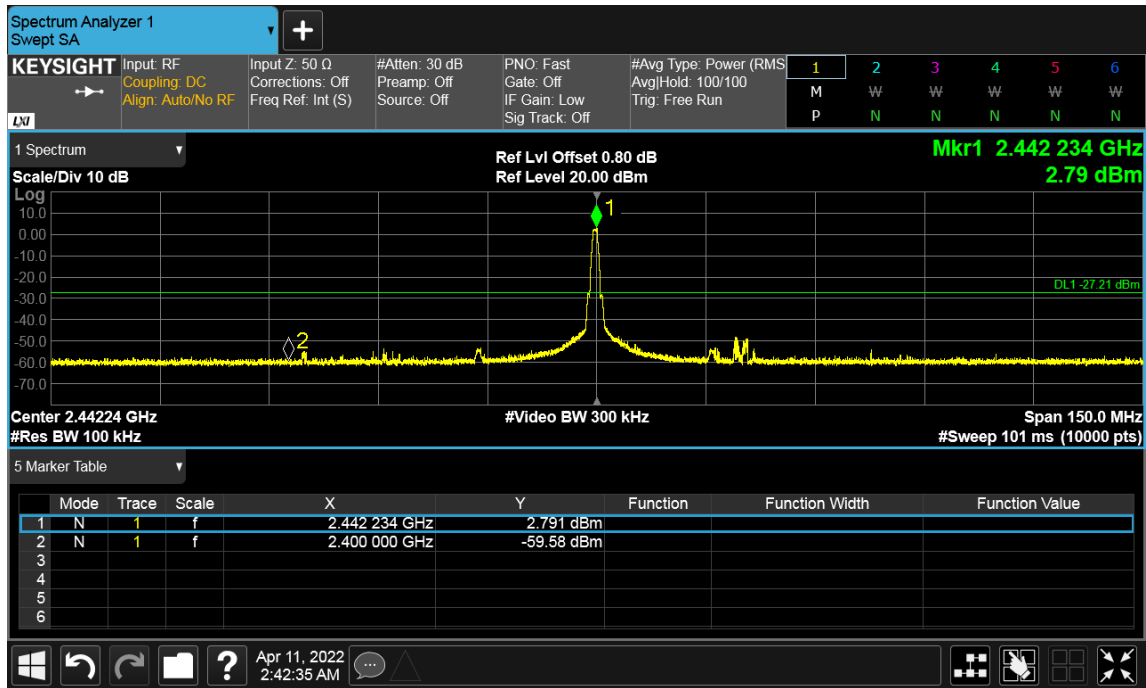 Spectrum Analyzer 1
Swept SA
KEYSIGHT
LXI
Input: RF
Coupling: DC
Align: Auto/No RF
Input Z: 50 Ω
Corrections: Off
Freq Ref: Int (S)
#Atten: 30 dB
Preamp: Off
Source: Off
PNO: Fast
Gate: Off
IF Gain: Low
Sig Track: Off
#Avg Type: Power (RMS
Avg|Hold: 100/100
Trig: Free Run
1 2 3 4 5 6
M W W W W W
P N N N N N
1 Spectrum
Scale/Div 10 dB
Ref Lvl Offset 0.80 dB
Ref Level 20.00 dBm
Mkr1 2.442 234 GHz
2.79 dBm
Log
10.0
0.00
-10.0
-20.0
-30.0
-40.0
-50.0
-60.0
-70.0
1
2
DL1 -27.21 dBm
Center 2.44224 GHz
#Res BW 100 kHz
#Video BW 300 kHz
Span 150.0 MHz
#Sweep 101 ms (10000 pts)
5 Marker Table
Mode Trace Scale X Y Function Function Width Function Value
1 N 1 f 2.442 234 GHz 2.791 dBm
2 N 1 f 2.400 000 GHz -59.58 dBm
3
4
5
6
?
Apr 11, 2022
2:42:35 AM